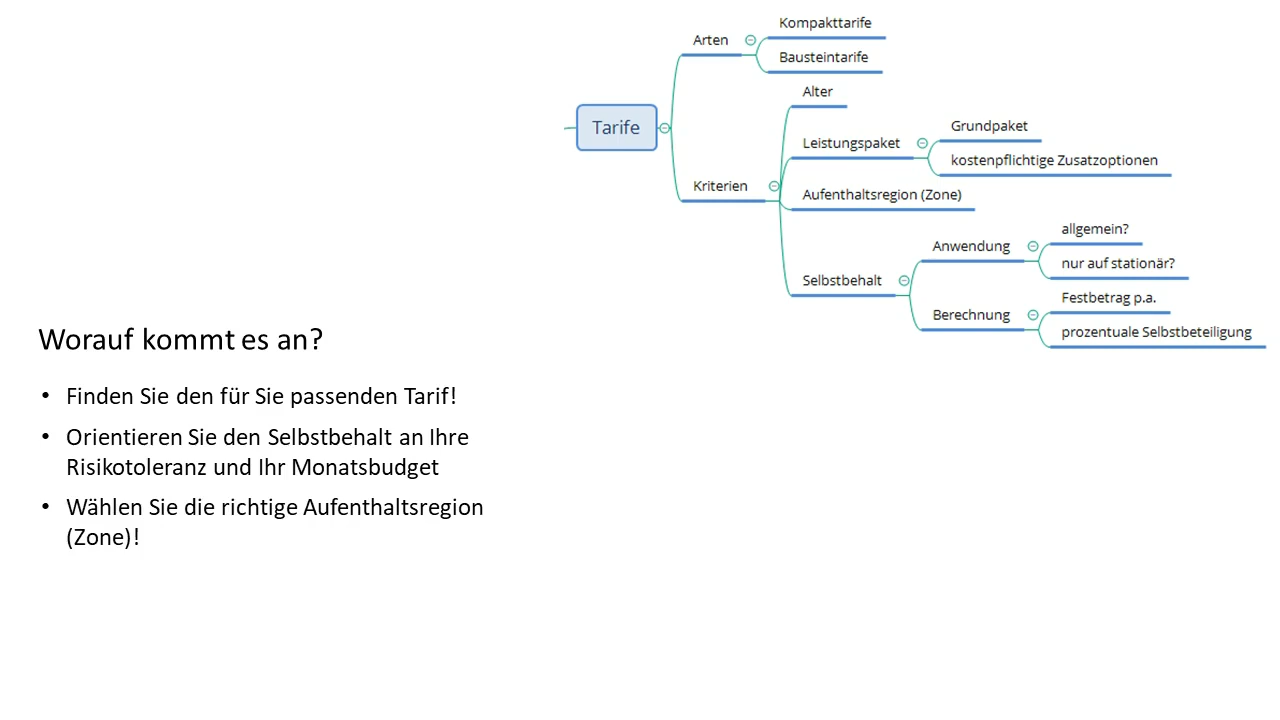 Kompakttarife
Arten
Bausteintarife
Alter
Tarife
Grundpaket
Leistungspaket
kostenpflichtige Zusatzoptionen
Kriterien
Aufenthaltsregion (Zone)
allgemein?
Anwendung
nur auf stationär?
Selbstbehalt
Festbetrag p.a.
Berechnung
prozentuale Selbstbeteiligung
Worauf kommt es an?
• Finden Sie den für Sie passenden Tarif!
• Orientieren Sie den Selbstbehalt an Ihre
Risikotoleranz und Ihr Monatsbudget
• Wählen Sie die richtige Aufenthaltsregion
(Zone)!